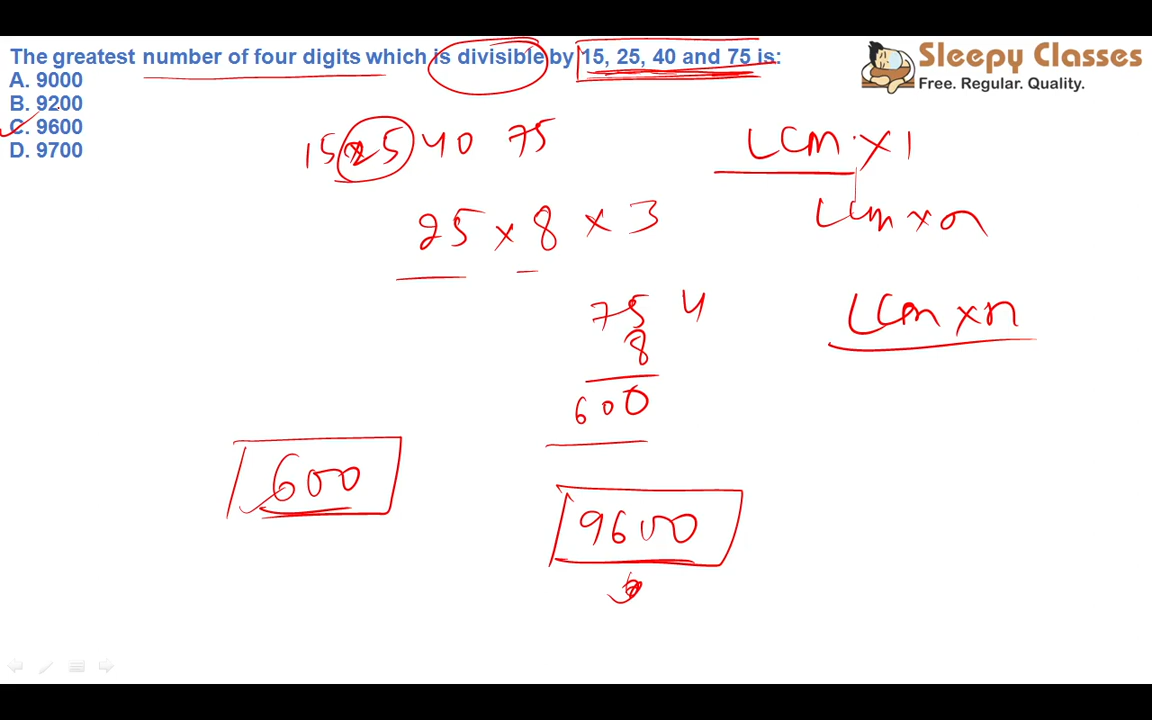 The greatest number of four digits which is divisible by 15, 25, 40 and 75 is:
A. 9000
B. 9200
C. 9600
D. 9700
Sleepy Classes
Free. Regular. Quality.
15 25 40 75
LCM × 1
25 × 8 × 3
LCM × n
75 4
8
LCM × n
600
600
9600